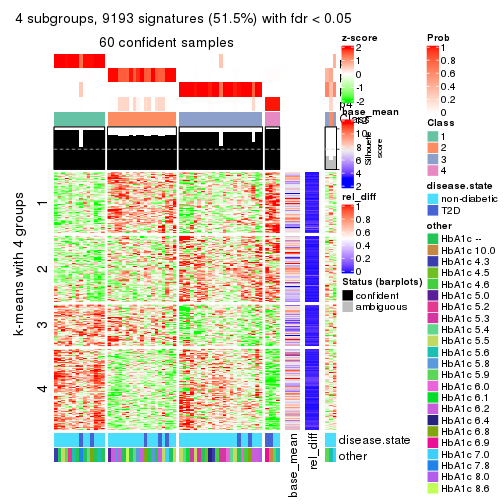 4 subgroups, 9193 signatures (51.5%) with fdr < 0.05
60 confident samples
k-means with 4 groups
1
2
3
4
base_mean
rel_diff
disease.state
other
z-score
2
1
0
-1
-2
base_mean
2
Silhouette
score
rel_diff
1
0.8
0.6
0.4
0.2
0
Status (barplots)
confident
ambiguous
Prob
1
0.8
0.6
0.4
0.2
0
Class
1
2
3
4
disease.state
non-diabetic
T2D
other
HbA1c --
HbA1c 10.0
HbA1c 4.3
HbA1c 4.5
HbA1c 4.6
HbA1c 5.0
HbA1c 5.2
HbA1c 5.3
HbA1c 5.4
HbA1c 5.5
HbA1c 5.6
HbA1c 5.8
HbA1c 5.9
HbA1c 6.0
HbA1c 6.1
HbA1c 6.2
HbA1c 6.4
HbA1c 6.8
HbA1c 6.9
HbA1c 7.0
HbA1c 7.8
HbA1c 8.0
HbA1c 8.6